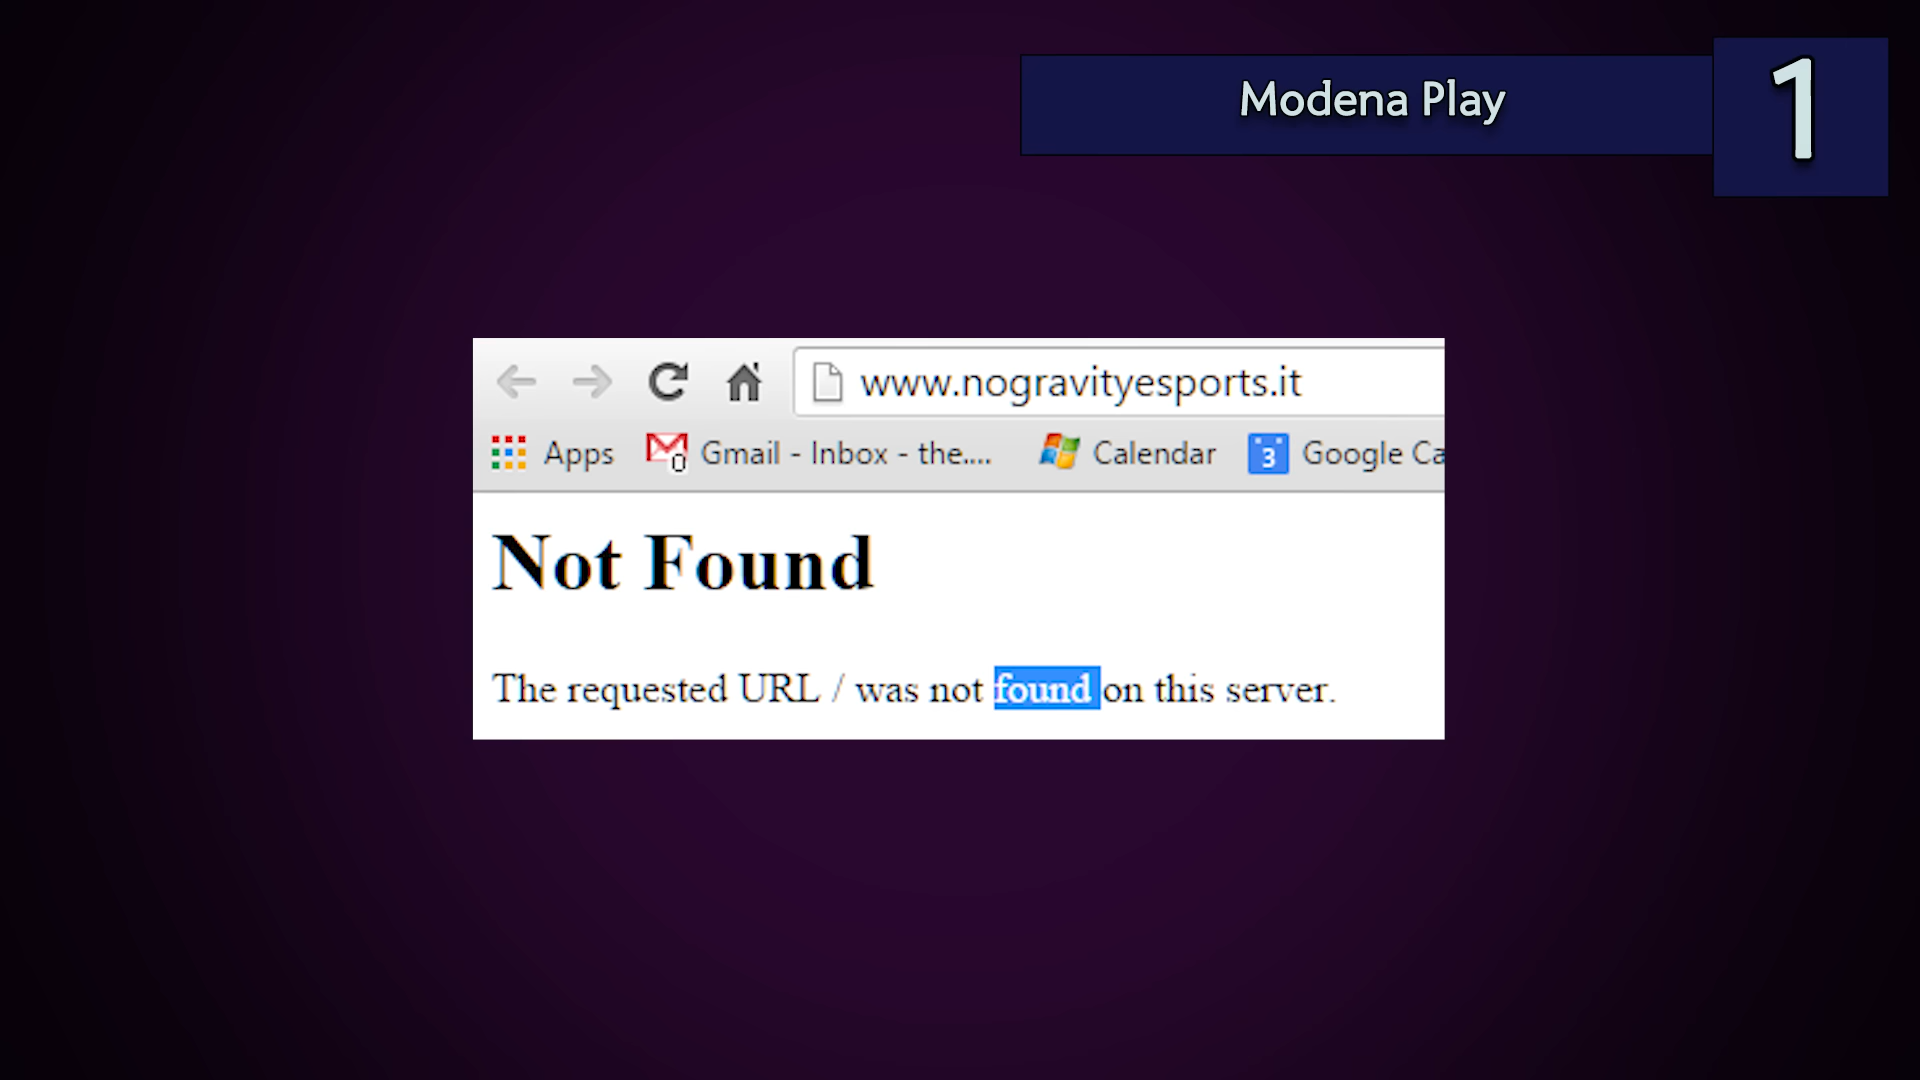 Modena Play
1
www.nogravityesports.it
Apps
0
Gmail - Inbox - the....
Calendar
3
Google Ca
Not Found
The requested URL / was not found on this server.